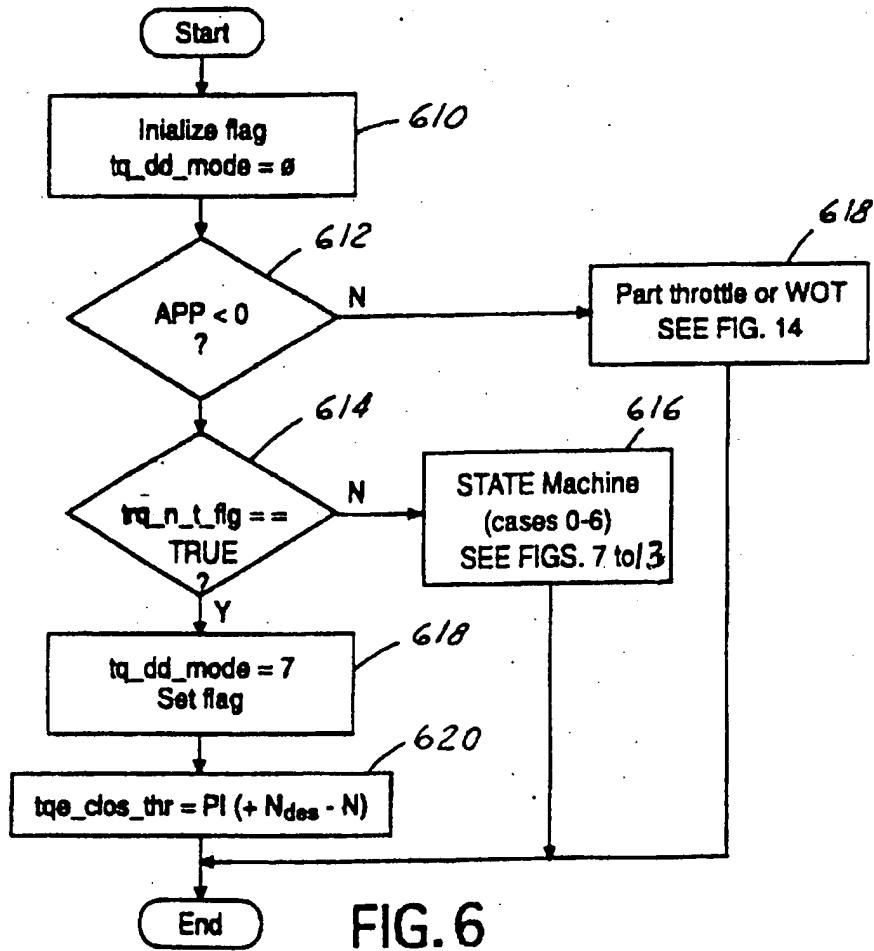 Start
Inialize flag
tq_dd_mode = ø
610
APP < 0
?
612
N
Part throttle or WOT
SEE FIG. 14
618
trq_n_t_flg ==
TRUE
?
614
N
Y
STATE Machine
(cases 0-6)
SEE FIGS. 7 to 13
616
tq_dd_mode = 7
Set flag
618
tqe_clos_thr = PI (+ Ndes - N)
620
End
FIG. 6